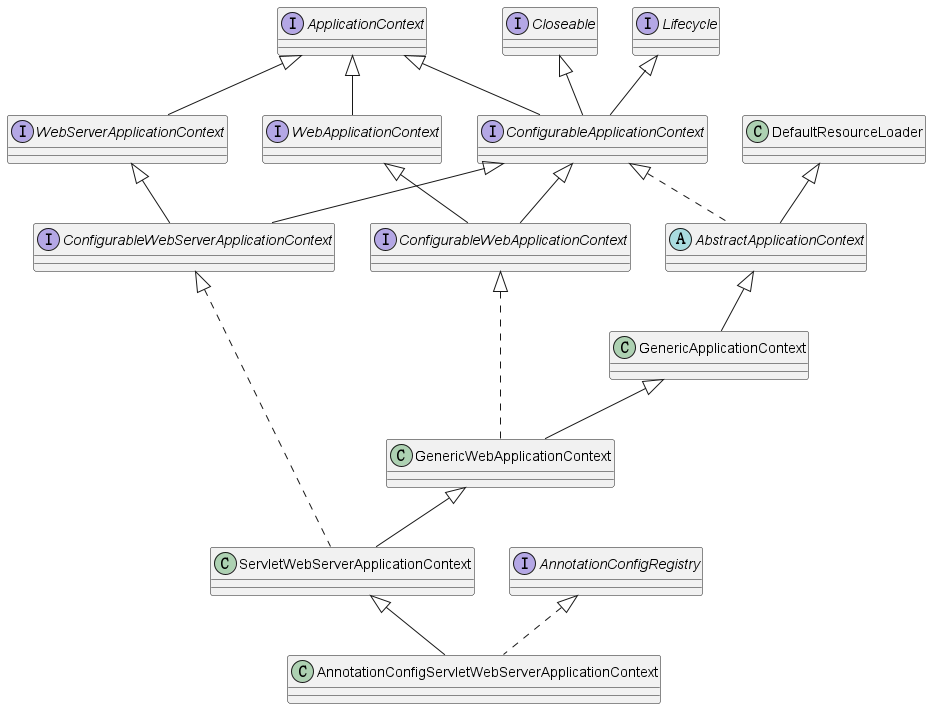 I ApplicationContext
I Closeable
I Lifecycle
I WebServerApplicationContext
I WebApplicationContext
I ConfigurableApplicationContext
C DefaultResourceLoader
I ConfigurableWebServerApplicationContext
I ConfigurableWebApplicationContext
A AbstractApplicationContext
C GenericApplicationContext
C GenericWebApplicationContext
C ServletWebServerApplicationContext
I AnnotationConfigRegistry
C AnnotationConfigServletWebServerApplicationContext